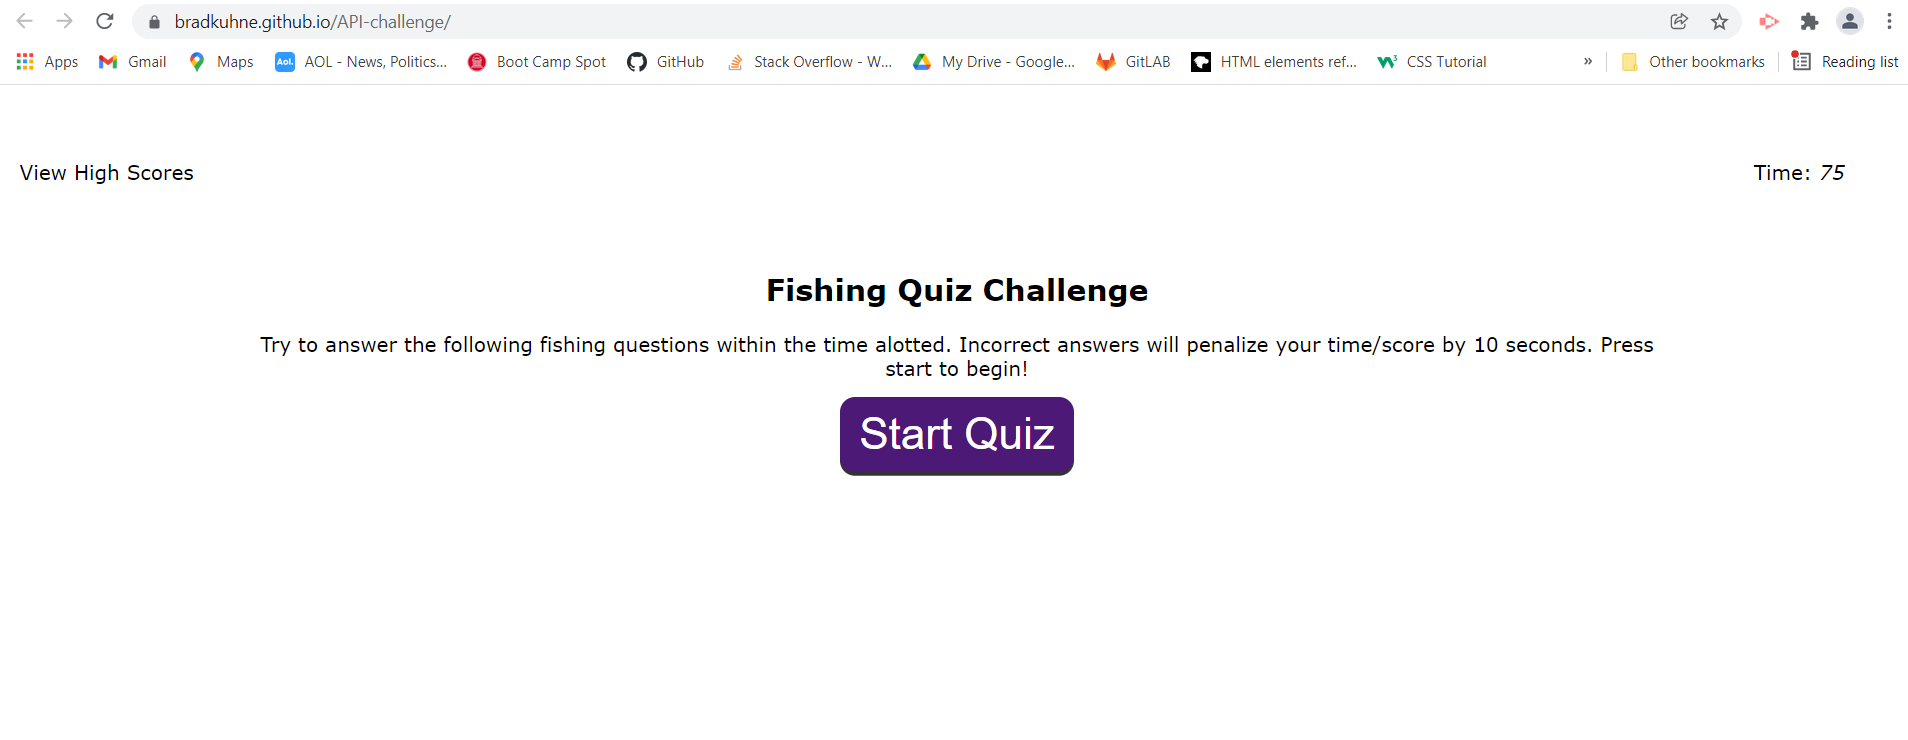 bradkuhne.github.io/API-challenge/
Apps Gmail Maps Aol. AOL - News, Politics... Boot Camp Spot GitHub Stack Overflow - W... My Drive - Google... GitLAB HTML elements ref... W3 CSS Tutorial » Other bookmarks Reading list
View High Scores Time: 75
Fishing Quiz Challenge
Try to answer the following fishing questions within the time alotted. Incorrect answers will penalize your time/score by 10 seconds. Press
start to begin!
Start Quiz